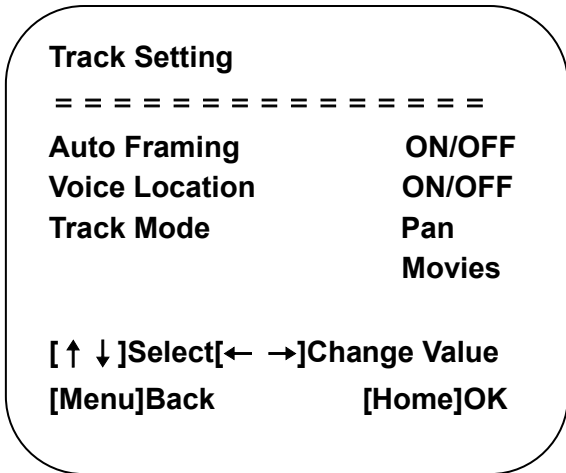 Track Setting
= = = = = = = = = = = = = = =
Auto Framing ON/OFF
Voice Location ON/OFF
Track Mode Pan
Movies
[↑ ↓]Select[← →]Change Value
[Menu]Back [Home]OK